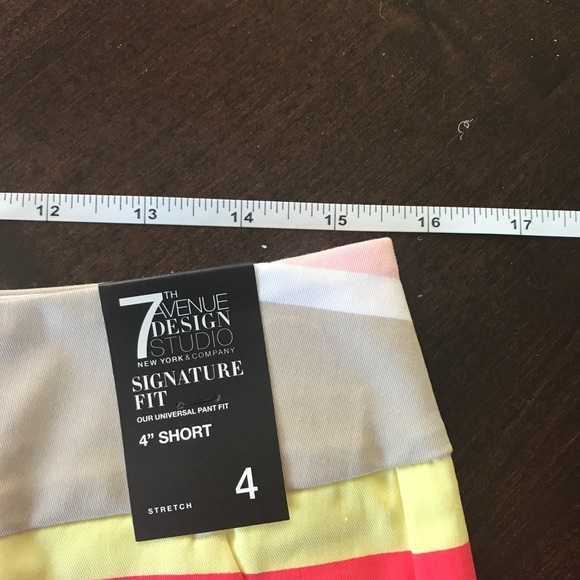 12 13 14 15 16 17
7TH
AVENUE
DESIGN
STUDIO
NEW YORK & COMPANY
SIGNATURE
FIT
OUR UNIVERSAL PANT FIT
4” SHORT
4
STRETCH